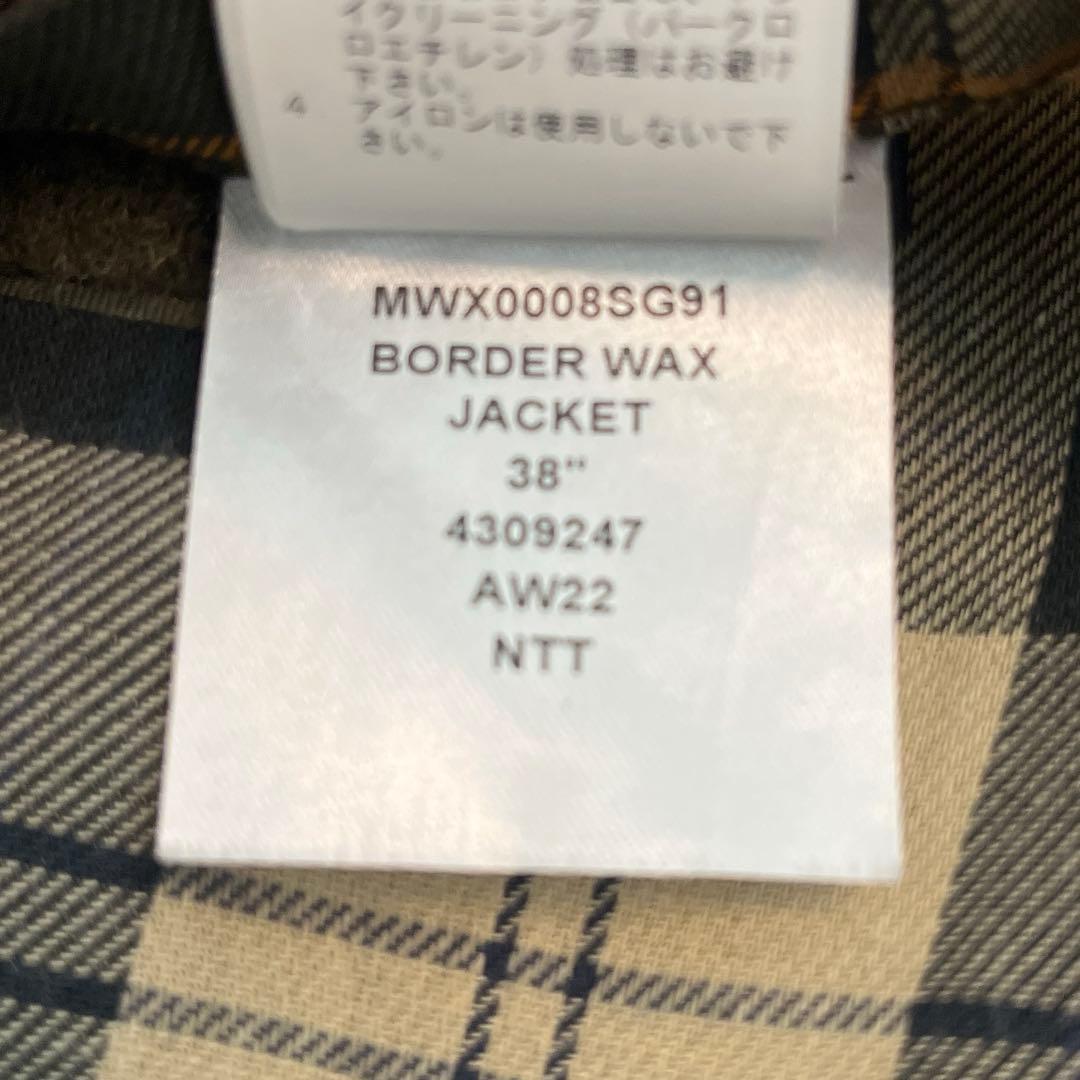 イクリーニング（パークロ
ロエチレン）処理はお避け
下さい。
アイロンは使用しないで下
さい。
4
MWX0008SG91
BORDER WAX
JACKET
38"
4309247
AW22
NTT